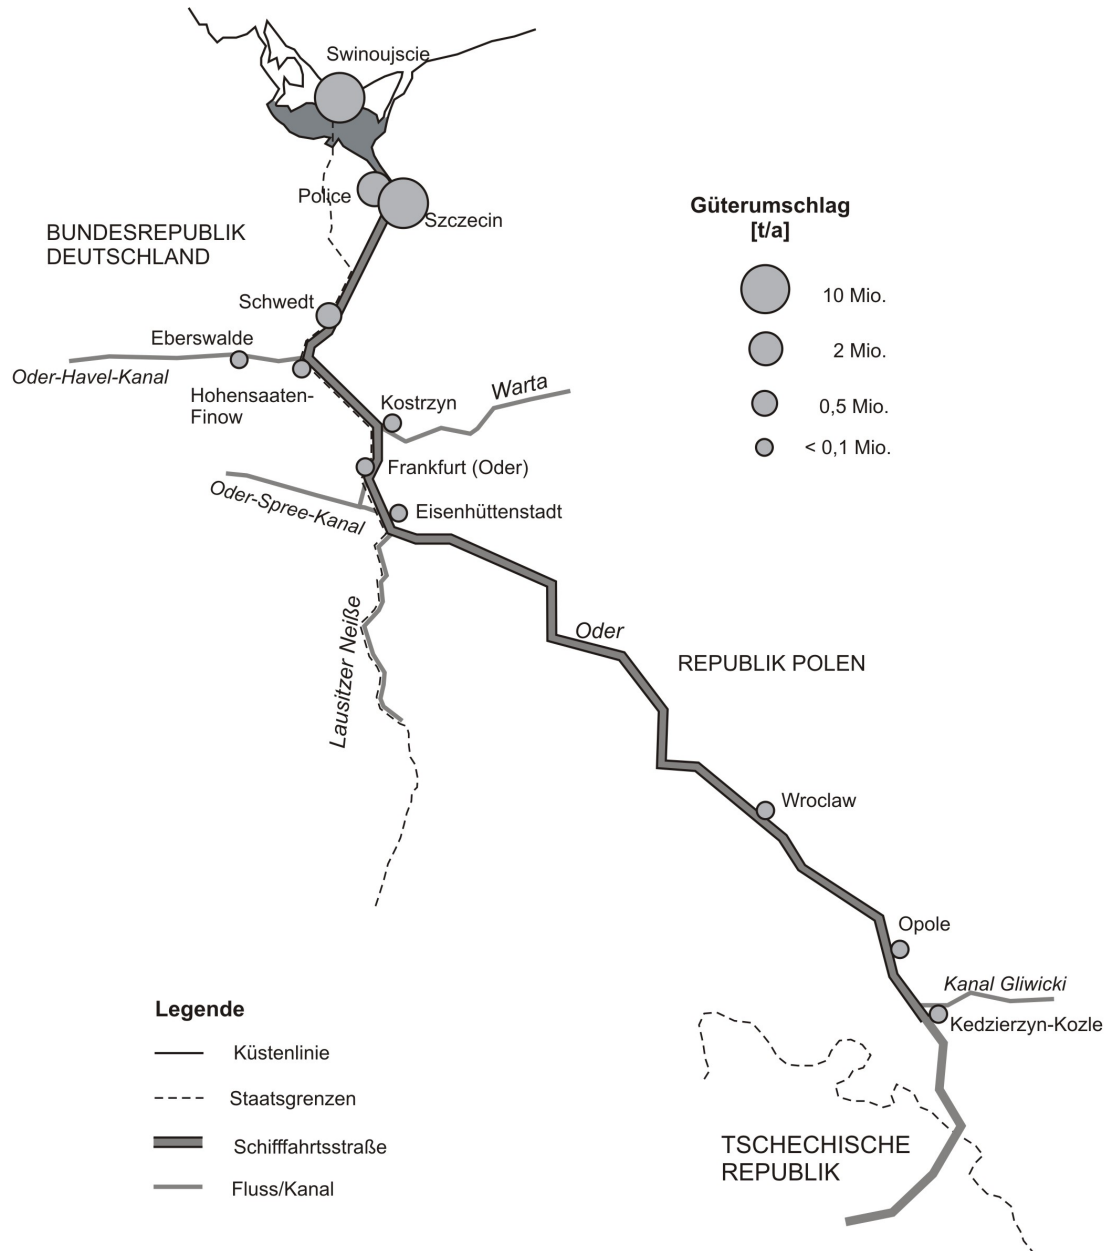 Swinoujscie
Police
Szczecin
BUNDESREPUBLIK
DEUTSCHLAND
Güterumschlag
[t/a]
10 Mio.
2 Mio.
0,5 Mio.
< 0,1 Mio.
Schwedt
Eberswalde
Oder-Havel-Kanal
Hohensaaten-
Finow
Kostrzyn
Warta
Frankfurt (Oder)
Oder-Spree-Kanal
Eisenhüttenstadt
Lausitzer Neiße
Oder
REPUBLIK POLEN
Wroclaw
Opole
Kanal Gliwicki
Kedzierzyn-Kozle
TSCHECHISCHE
REPUBLIK
Legende
Küstenlinie
Staatsgrenzen
Schifffahrtsstraße
Fluss/Kanal